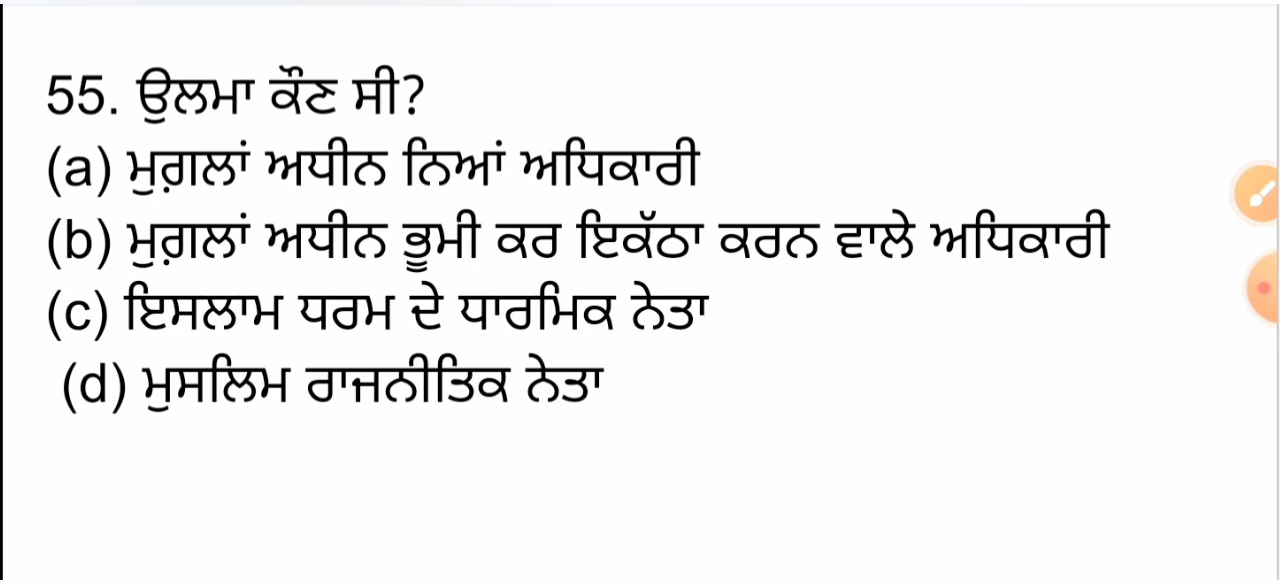 55. ਉਲਮਾ ਕੌਣ ਸੀ?
(a) ਮੁਗ਼ਲਾਂ ਅਧੀਨ ਨਿਆਂ ਅਧਿਕਾਰੀ
(b) ਮੁਗ਼ਲਾਂ ਅਧੀਨ ਭੂਮੀ ਕਰ ਇਕੱਠਾ ਕਰਨ ਵਾਲੇ ਅਧਿਕਾਰੀ
(c) ਇਸਲਾਮ ਧਰਮ ਦੇ ਧਾਰਮਿਕ ਨੇਤਾ
(d) ਮੁਸਲਿਮ ਰਾਜਨੀਤਿਕ ਨੇਤਾ